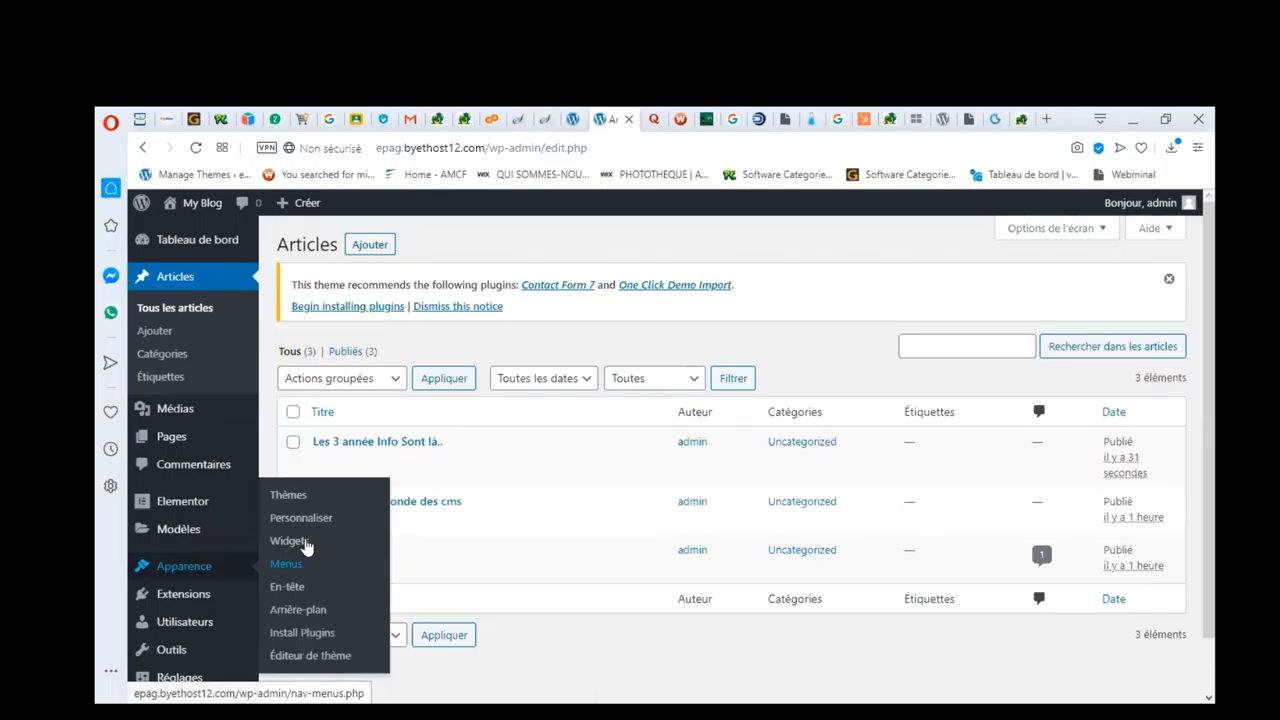 Ar
VPN Non sécurisé epag.byethost12.com/wp-admin/edit.php
Manage Themes ‹ e... You searched for mi... Home - AMCF WIX QUI SOMMES-NOU... WIX PHOTOTHEQUE | A... Software Categorie... Software Categorie... Tableau de bord | v... Webminal
My Blog 0 Créer Bonjour, admin
Tableau de bord
Articles
Tous les articles
Ajouter
Catégories
Étiquettes
Médias
Pages
Commentaires
Elementor
Modèles
Apparence
Extensions
Utilisateurs
Outils
Réglages
Thèmes
Personnaliser
Widgets
Menus
En-tête
Arrière-plan
Install Plugins
Éditeur de thème
Options de l'écran Aide
Articles Ajouter
This theme recommends the following plugins: Contact Form 7 and One Click Demo Import.
Begin installing plugins | Dismiss this notice
Tous (3) | Publiés (3)
Rechercher dans les articles
Actions groupées Appliquer Toutes les dates Toutes Filtrer 3 éléments
Titre Auteur Catégories Étiquettes Date
Les 3 année Info Sont là.. admin Uncategorized — — Publié
il y a 31
secondes
des cms admin Uncategorized — — Publié
il y a 1 heure
admin Uncategorized — 1 Publié
il y a 1 heure
Auteur Catégories Étiquettes Date
Appliquer 3 éléments
epag.byethost12.com/wp-admin/nav-menus.php